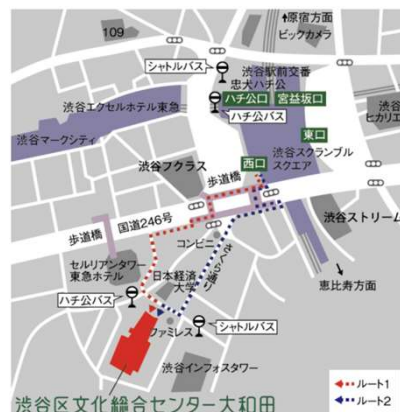 ↑原宿方面
ビックカメラ
109
シャトルバス
渋谷駅前交番
忠犬ハチ公
ハチ公口
宮益坂口
ハチ公バス
渋谷エクセルホテル東急
渋谷マークシティ
東口
渋谷
ヒカリエ
渋谷スクランブル
スクエア
西口
渋谷フクラス
歩道橋
渋谷ストリーム
国道246号
歩道橋
コンビニ
さくら通り
セルリアンタワー
東急ホテル
日本経済
大学
恵比寿方面
ハチ公バス
ファミレス
シャトルバス
渋谷インフォスタワー
ルート1
ルート2
渋谷区文化総合センター大和田